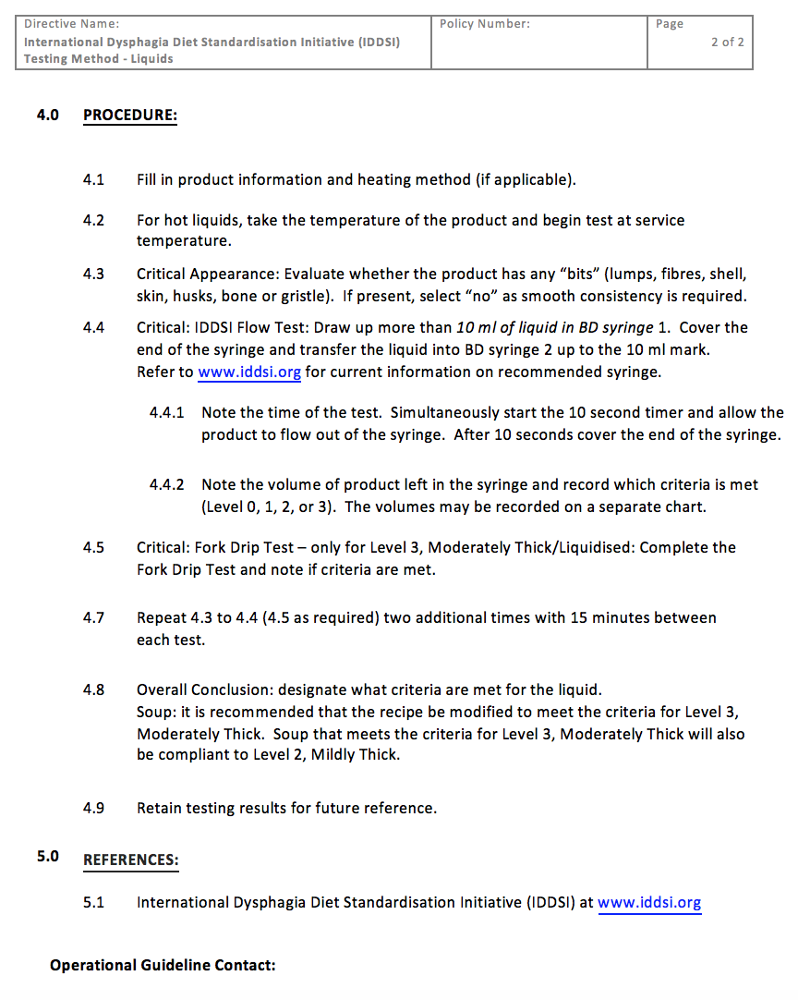 Directive Name:
International Dysphagia Diet Standardisation Initiative (IDDSI)
Testing Method - Liquids
Policy Number:
Page
2 of 2
4.0 PROCEDURE:
4.1 Fill in product information and heating method (if applicable).
4.2 For hot liquids, take the temperature of the product and begin test at service
temperature.
4.3 Critical Appearance: Evaluate whether the product has any “bits” (lumps, fibres, shell,
skin, husks, bone or gristle). If present, select “no” as smooth consistency is required.
4.4 Critical: IDDSI Flow Test: Draw up more than 10 ml of liquid in BD syringe 1. Cover the
end of the syringe and transfer the liquid into BD syringe 2 up to the 10 ml mark.
Refer to www.iddsi.org for current information on recommended syringe.
4.4.1 Note the time of the test. Simultaneously start the 10 second timer and allow the
product to flow out of the syringe. After 10 seconds cover the end of the syringe.
4.4.2 Note the volume of product left in the syringe and record which criteria is met
(Level 0, 1, 2, or 3). The volumes may be recorded on a separate chart.
4.5 Critical: Fork Drip Test – only for Level 3, Moderately Thick/Liquidised: Complete the
Fork Drip Test and note if criteria are met.
4.7 Repeat 4.3 to 4.4 (4.5 as required) two additional times with 15 minutes between
each test.
4.8 Overall Conclusion: designate what criteria are met for the liquid.
Soup: it is recommended that the recipe be modified to meet the criteria for Level 3,
Moderately Thick. Soup that meets the criteria for Level 3, Moderately Thick will also
be compliant to Level 2, Mildly Thick.
4.9 Retain testing results for future reference.
5.0 REFERENCES:
5.1 International Dysphagia Diet Standardisation Initiative (IDDSI) at www.iddsi.org
Operational Guideline Contact: